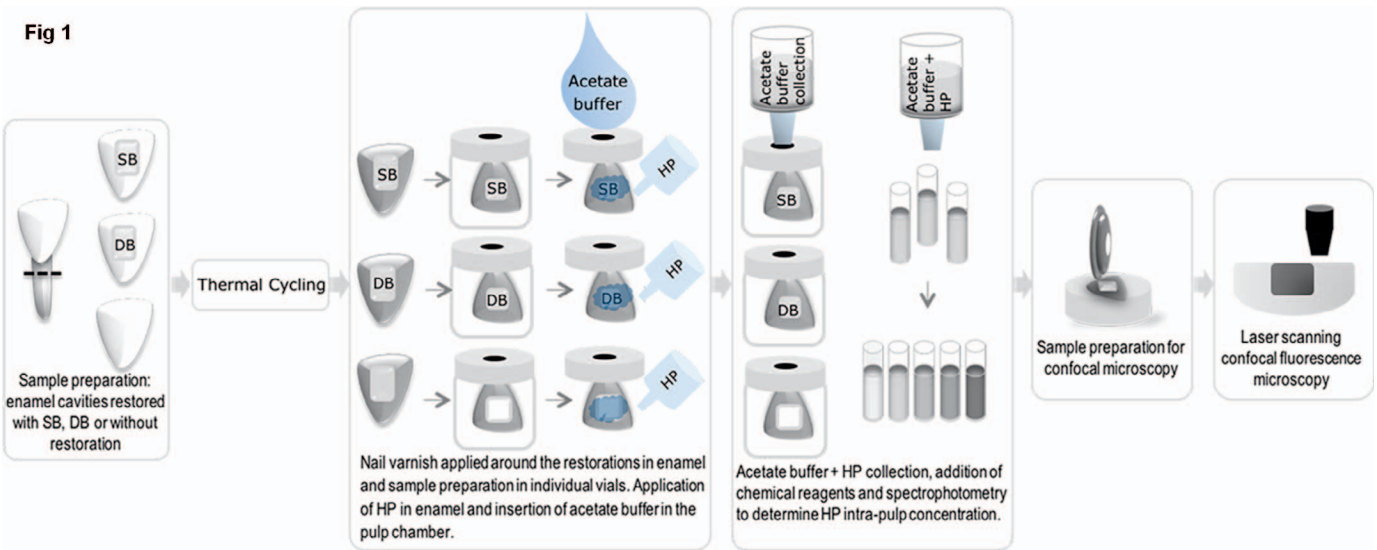 Fig 1
SB
DB
Sample preparation:
enamel cavities restored
with SB, DB or without
restoration
Thermal Cycling
Acetate
buffer
SB
SB
SB
HP
DB
DB
DB
HP
HP
Nail varnish applied around the restorations in enamel
and sample preparation in individual vials. Application
of HP in enamel and insertion of acetate buffer in the
pulp chamber.
Acetate
buffer
collection
Acetate
buffer +
HP
SB
DB
Acetate buffer + HP collection, addition of
chemical reagents and spectrophotometry
to determine HP intra-pulp concentration.
Sample preparation for
confocal microscopy
Laser scanning
confocal fluorescence
microscopy